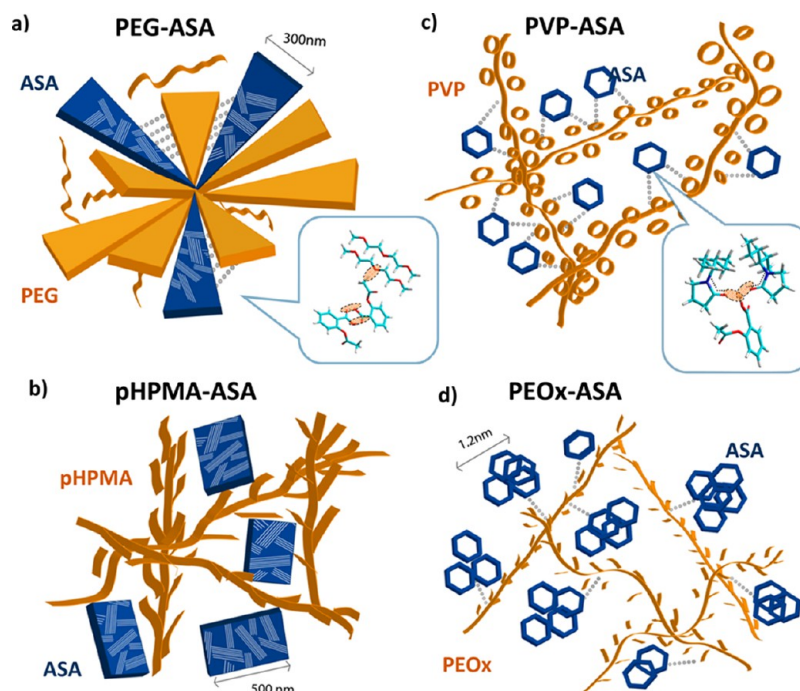 a) PEG-ASA
300nm
ASA
PEG
c) PVP-ASA
ASA
PVP
b) pHPMA-ASA
pHPMA
ASA
500 nm
d) PEOx-ASA
1.2nm
ASA
PEOx